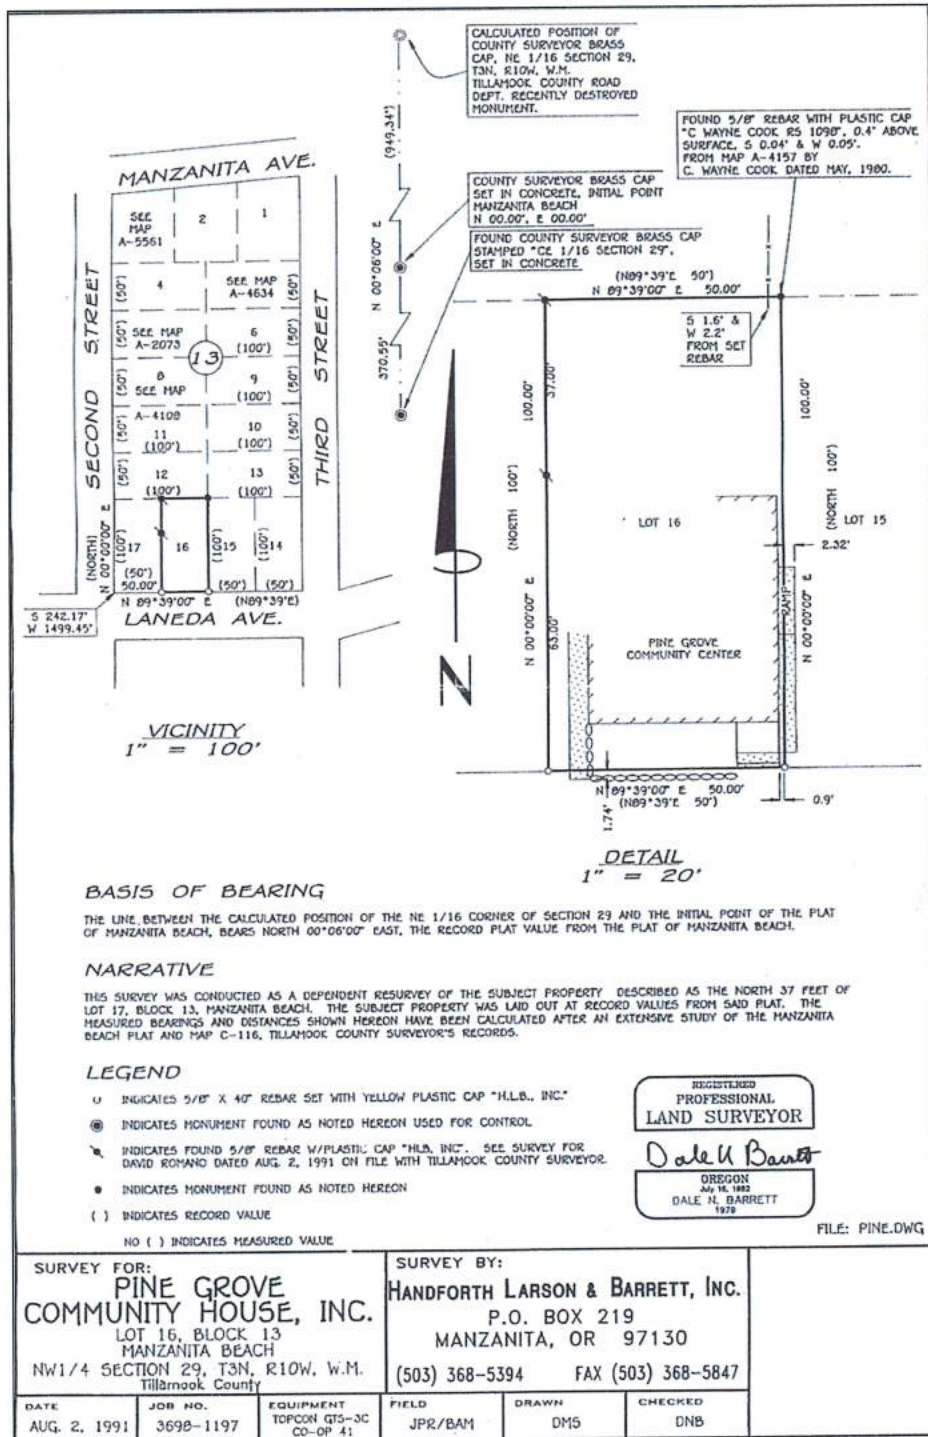 CALCULATED POSITION OF
COUNTY SURVEYOR BRASS
CAP, NE 1/16 SECTION 29,
T3N, R10W, W.M.
TILLAMOOK COUNTY ROAD
DEPT. RECENTLY DESTROYED
MONUMENT.
FOUND 5/8" REBAR WITH PLASTIC CAP
"C WAYNE COOK RS 1098", 0.4' ABOVE
SURFACE, S 0.04' & W 0.05'.
FROM MAP A-4157 BY
C. WAYNE COOK DATED MAY, 1980.
COUNTY SURVEYOR BRASS CAP
SET IN CONCRETE, INITIAL POINT
MANZANITA BEACH
N 00.00', E 00.00'
FOUND COUNTY SURVEYOR BRASS CAP
STAMPED "CE 1/16 SECTION 29",
SET IN CONCRETE
(949.34')
N 00°06'00" E
370.55'
MANZANITA AVE.
SEE
MAP
A-5561
2
1
4
SEE MAP
A-4634
SEE MAP
A-2073
6
(100')
13
8
SEE MAP
9
(100')
A-4108
11
(100')
10
(100')
12
(100')
13
(100')
(50')
(50')
(50')
(50')
(50')
(50')
(50')
(50')
(50')
(50')
SECOND STREET
THIRD STREET
(NORTH)
N 00°00'00" E
(100')
17
16
(100')
15
(100')
14
(50')
50.00'
(50')
(50')
N 89°39'00" E
(N89°39'E)
LANEDA AVE.
S 242.17'
W 1499.45'
VICINITY
1" = 100'
N
(N89°39'E 50')
N 89°39'00" E 50.00'
S 1.6' &
W 2.2'
FROM SET
REBAR
100.00'
37.00'
(NORTH 100')
N 00°00'00" E
63.00'
100.00'
(NORTH 100')
N 00°00'00" E
LOT 16
LOT 15
2.32'
RAMP
PINE GROVE
COMMUNITY CENTER
N 89°39'00" E 50.00'
(N89°39'E 50')
1.74'
0.9'
DETAIL
1" = 20'
BASIS OF BEARING
THE LINE BETWEEN THE CALCULATED POSITION OF THE NE 1/16 CORNER OF SECTION 29 AND THE INITIAL POINT OF THE PLAT
OF MANZANITA BEACH, BEARS NORTH 00°06'00" EAST, THE RECORD PLAT VALUE FROM THE PLAT OF MANZANITA BEACH.
NARRATIVE
THIS SURVEY WAS CONDUCTED AS A DEPENDENT RESURVEY OF THE SUBJECT PROPERTY DESCRIBED AS THE NORTH 37 FEET OF
LOT 17, BLOCK 13, MANZANITA BEACH. THE SUBJECT PROPERTY WAS LAID OUT AT RECORD VALUES FROM SAID PLAT. THE
MEASURED BEARINGS AND DISTANCES SHOWN HEREON HAVE BEEN CALCULATED AFTER AN EXTENSIVE STUDY OF THE MANZANITA
BEACH PLAT AND MAP C-116, TILLAMOOK COUNTY SURVEYOR'S RECORDS.
LEGEND
INDICATES 5/8" X 40" REBAR SET WITH YELLOW PLASTIC CAP "H.L.B., INC."
INDICATES MONUMENT FOUND AS NOTED HEREON USED FOR CONTROL
INDICATES FOUND 5/8" REBAR W/PLASTIC CAP "HLB, INC". SEE SURVEY FOR
DAVID ROMANO DATED AUG. 2, 1991 ON FILE WITH TILLAMOOK COUNTY SURVEYOR.
INDICATES MONUMENT FOUND AS NOTED HEREON
( ) INDICATES RECORD VALUE
NO ( ) INDICATES MEASURED VALUE
REGISTERED
PROFESSIONAL
LAND SURVEYOR
Dale N Barrett
OREGON
July 16, 1982
DALE N. BARRETT
1979
FILE: PINE.DWG
SURVEY FOR:
PINE GROVE
COMMUNITY HOUSE, INC.
LOT 16, BLOCK 13
MANZANITA BEACH
NW1/4 SECTION 29, T3N, R10W, W.M.
Tillamook County
SURVEY BY:
HANDFORTH LARSON & BARRETT, INC.
P.O. BOX 219
MANZANITA, OR 97130
(503) 368-5394 FAX (503) 368-5847
DATE
AUG. 2, 1991
JOB NO.
3698-1197
EQUIPMENT
TOPCON GTS-3C
CO-OP 41
FIELD
JPR/BAM
DRAWN
DMS
CHECKED
DNB